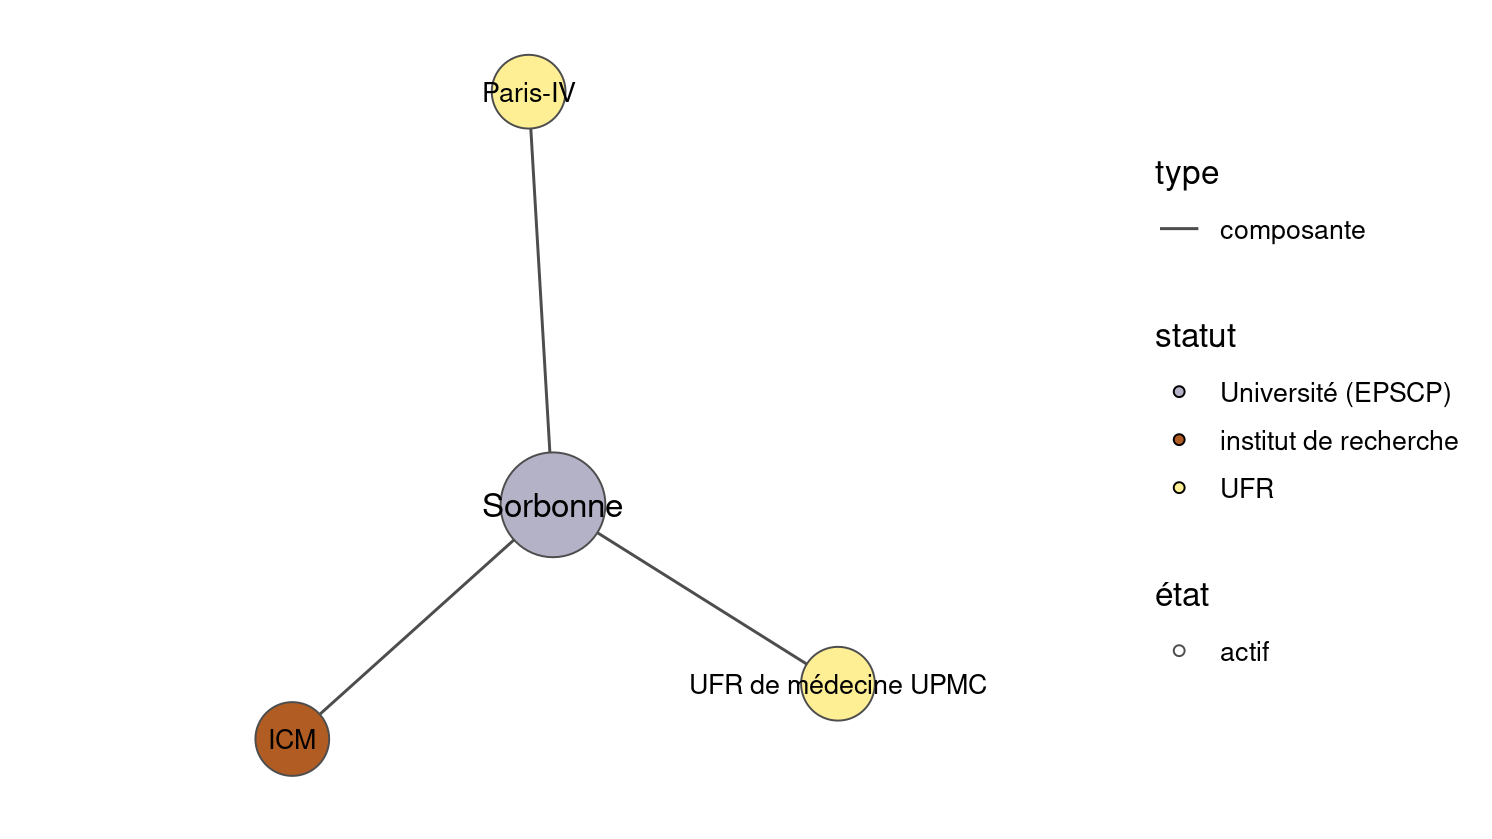 Paris-IV
Sorbonne
UFR de médecine UPMC
ICM
type
composante
statut
Université (EPSCP)
institut de recherche
UFR
état
actif